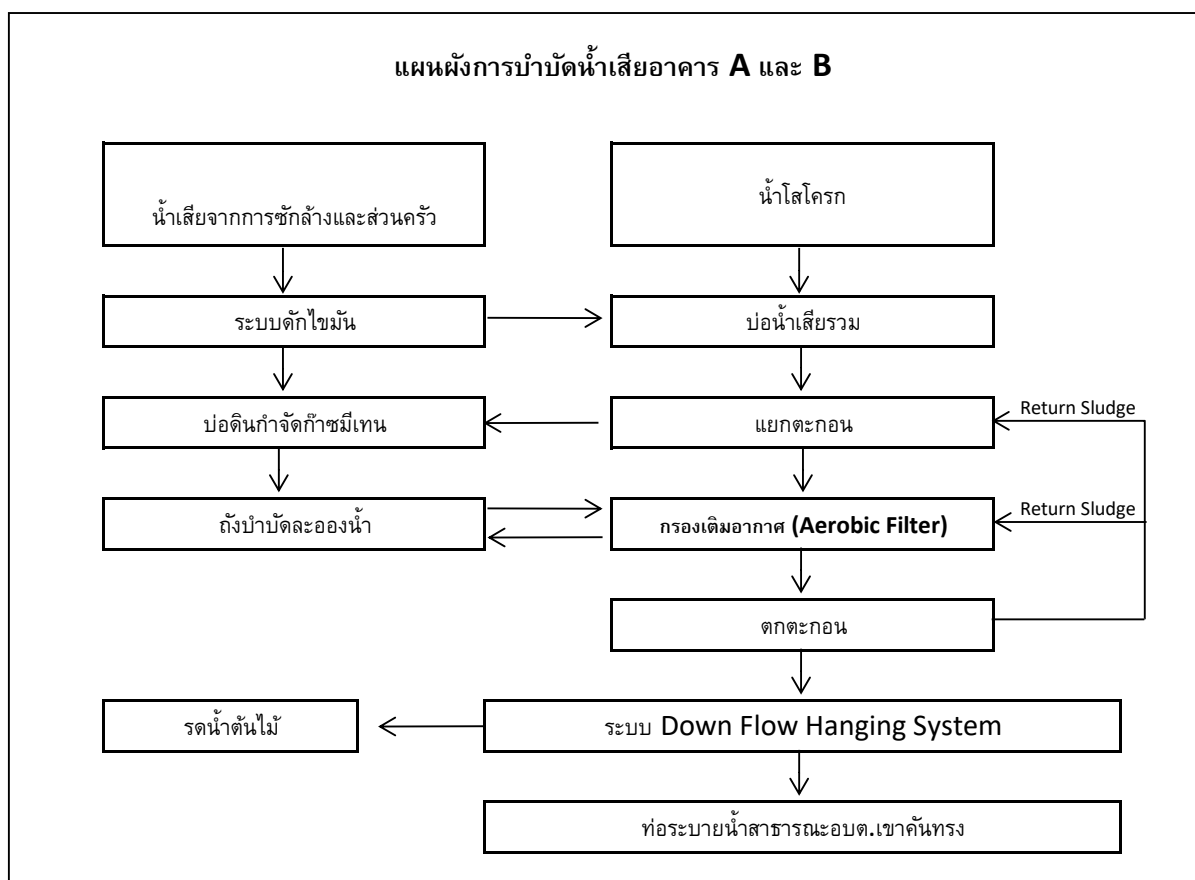 แผนผังการบำบัดน้ำเสียอาคาร A และ B
น้ำเสียจากการซักล้างและส่วนครัว
น้ำโสโครก
ระบบดักไขมัน
บ่อน้ำเสียรวม
บ่อดินกำจัดก๊าซมีเทน
แยกตะกอน
Return Sludge
ถังบำบัดละอองน้ำ
กรองเติมอากาศ (Aerobic Filter)
Return Sludge
ตกตะกอน
รดน้ำต้นไม้
ระบบ Down Flow Hanging System
ท่อระบายน้ำสาธารณะอบต.เขาคันทรง